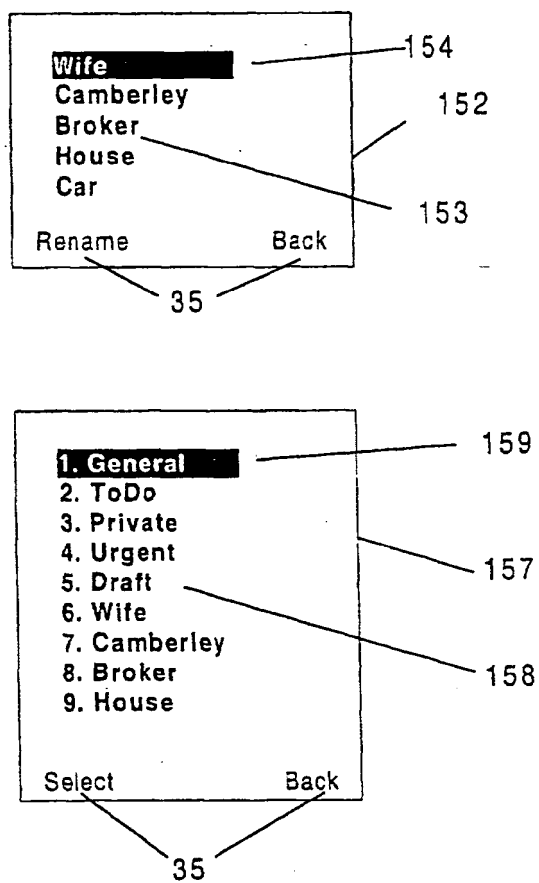 Wife 154
Camberley 152
Broker
House
Car 153
Rename Back
35
1. General 159
2. ToDo
3. Private
4. Urgent 157
5. Draft
6. Wife
7. Camberley 158
8. Broker
9. House
Select Back
35